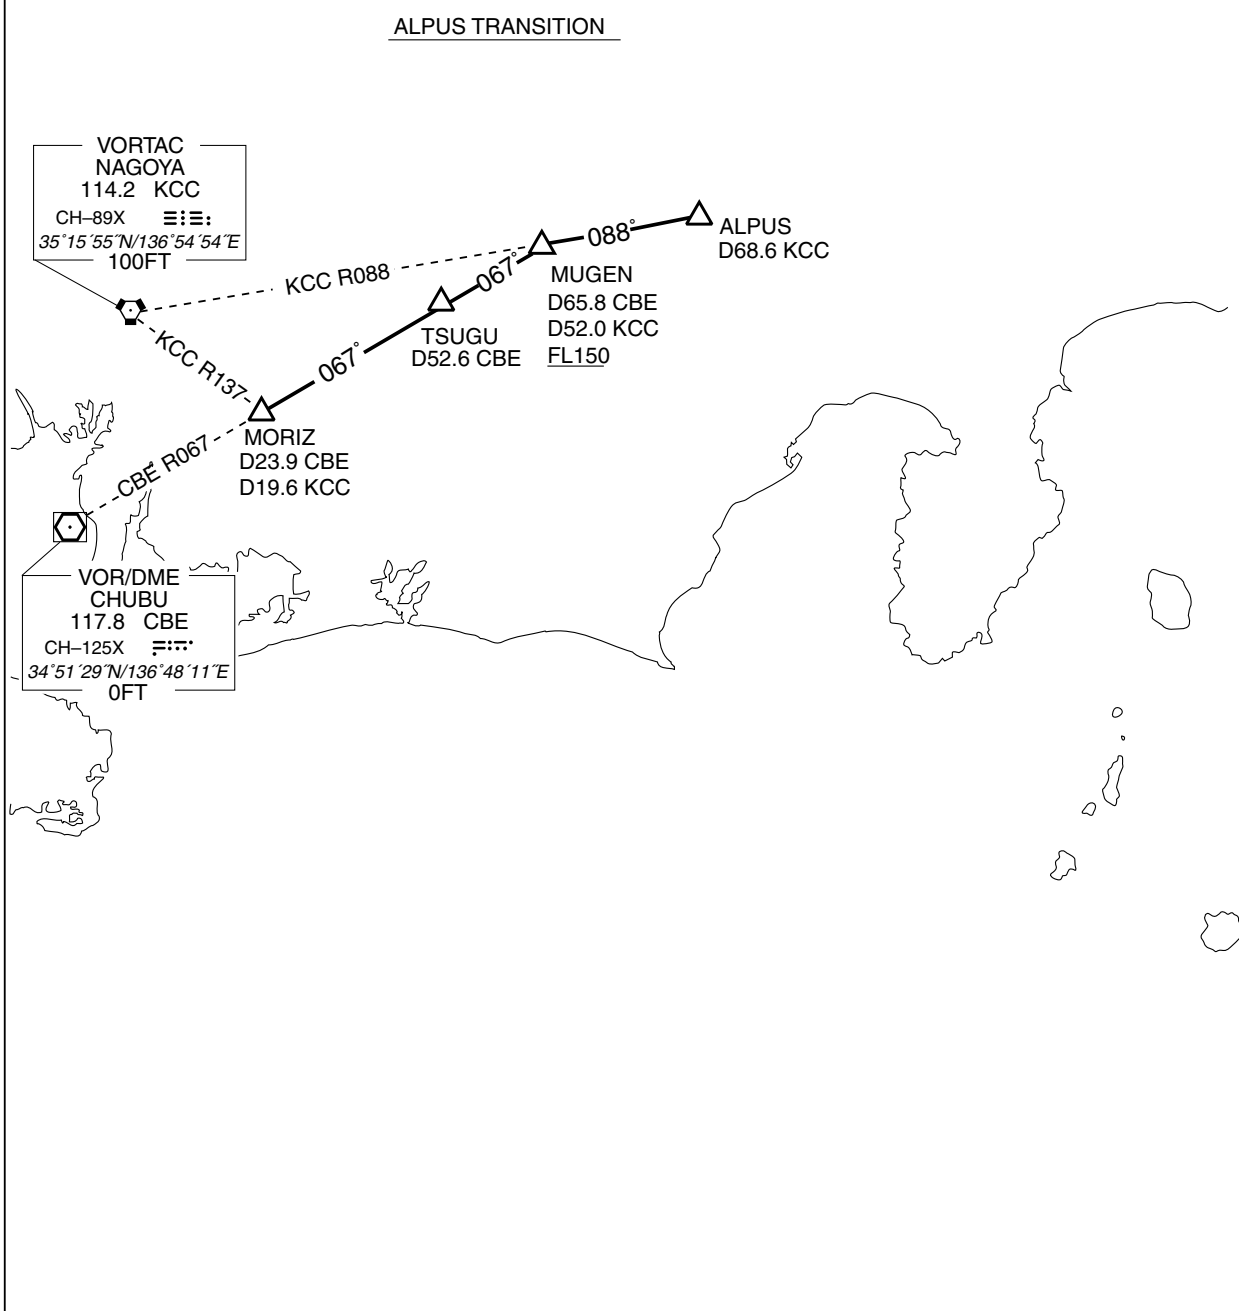 ALPUS TRANSITION
VORTAC
NAGOYA
114.2 KCC
CH–89X
35°15´55˝N/136°54´54˝E
100FT
KCC R088
067°
088°
ALPUS
D68.6 KCC
MUGEN
D65.8 CBE
D52.0 KCC
FL150
TSUGU
D52.6 CBE
067°
KCC R137
MORIZ
D23.9 CBE
D19.6 KCC
CBE R067
VOR/DME
CHUBU
117.8 CBE
CH–125X
34°51´29˝N/136°48´11˝E
0FT